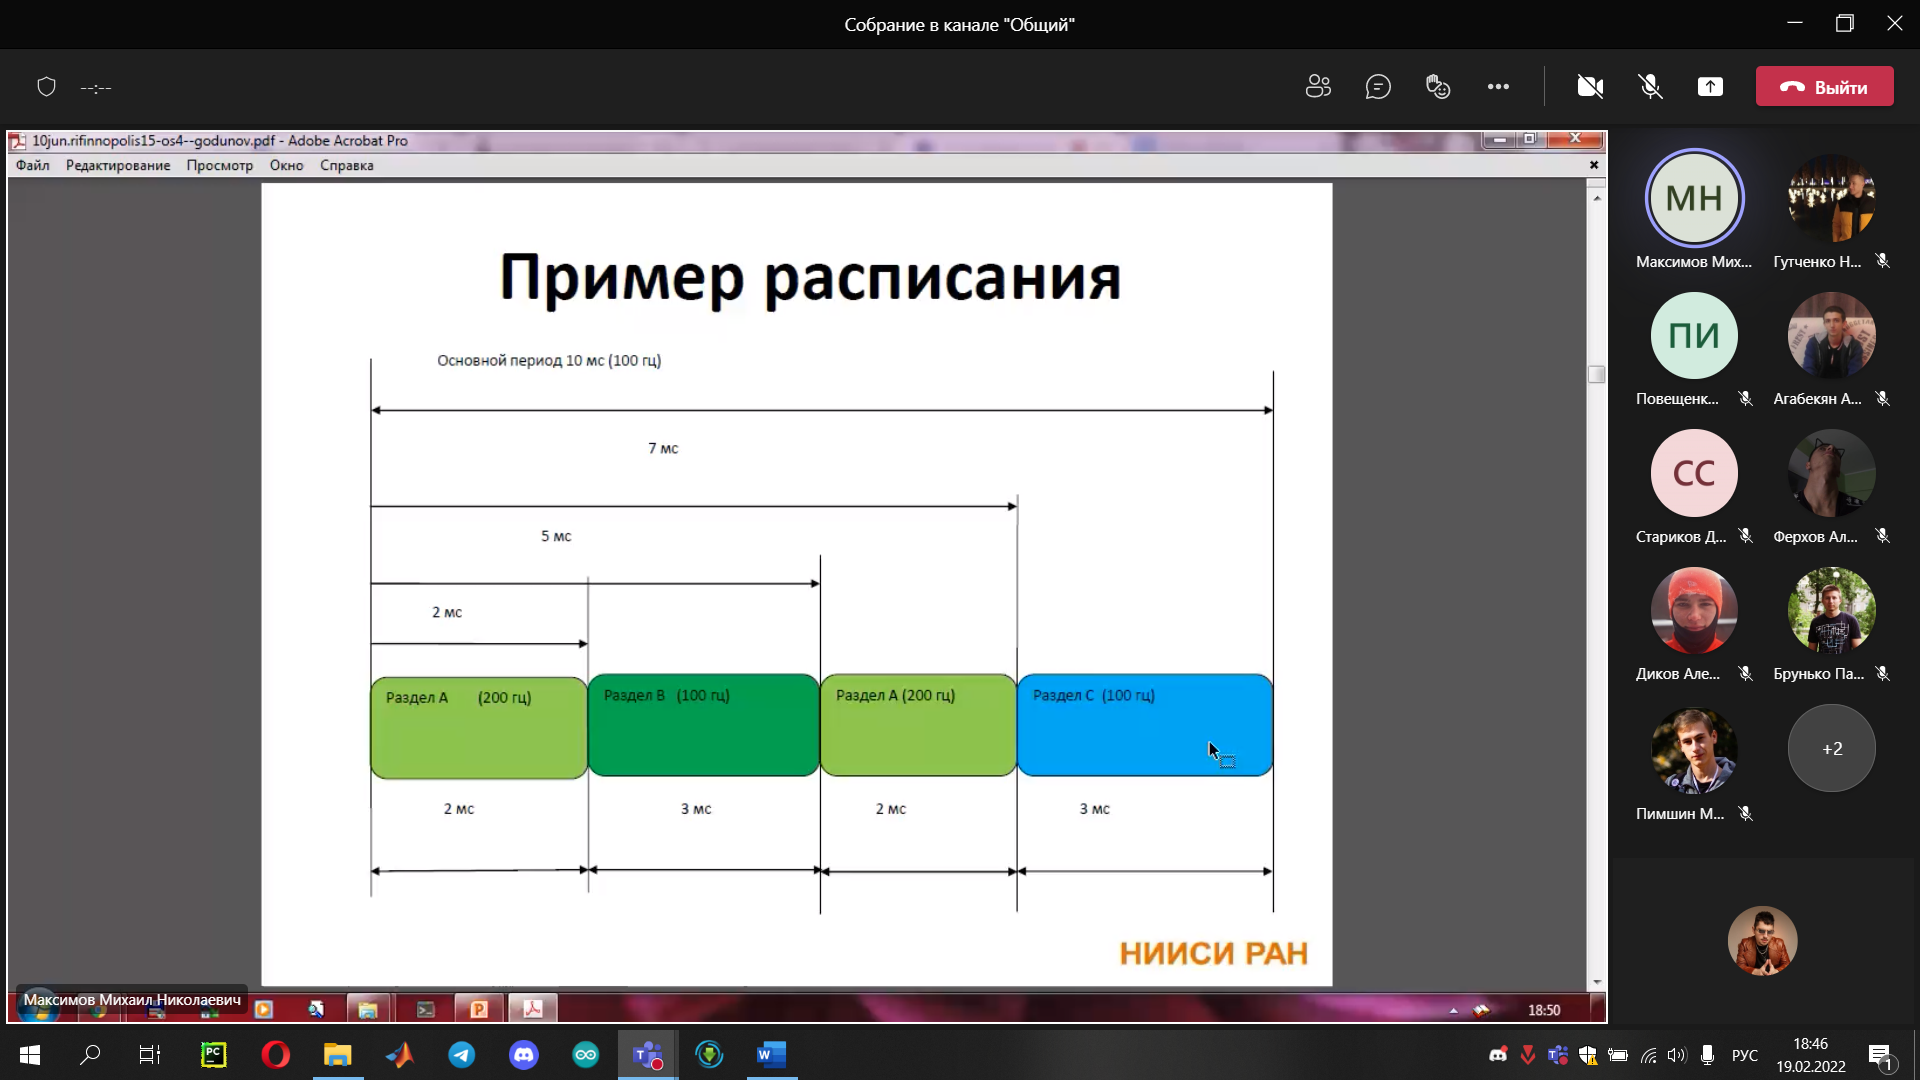 Собрание в канале "Общий"
--:--
Выйти
10jun.rifinnopolis15-os4--godunov.pdf - Adobe Acrobat Pro
Файл Редактирование Просмотр Окно Справка
Пример расписания
Основной период 10 мс (100 гц)
7 мс
5 мс
2 мс
Раздел А (200 гц)
Раздел В (100 гц)
Раздел А (200 гц)
Раздел С (100 гц)
2 мс
3 мс
2 мс
3 мс
НИИСИ РАН
Максимов Михаил Николаевич
18:50
МН
Максимов Мих...
Гутченко Н...
ПИ
Повещенк...
Агабекян А...
СС
Стариков Д...
Ферхов Ал...
Диков Але...
Брунько Па...
Пимшин М...
+2
РУС
18:46
19.02.2022
1